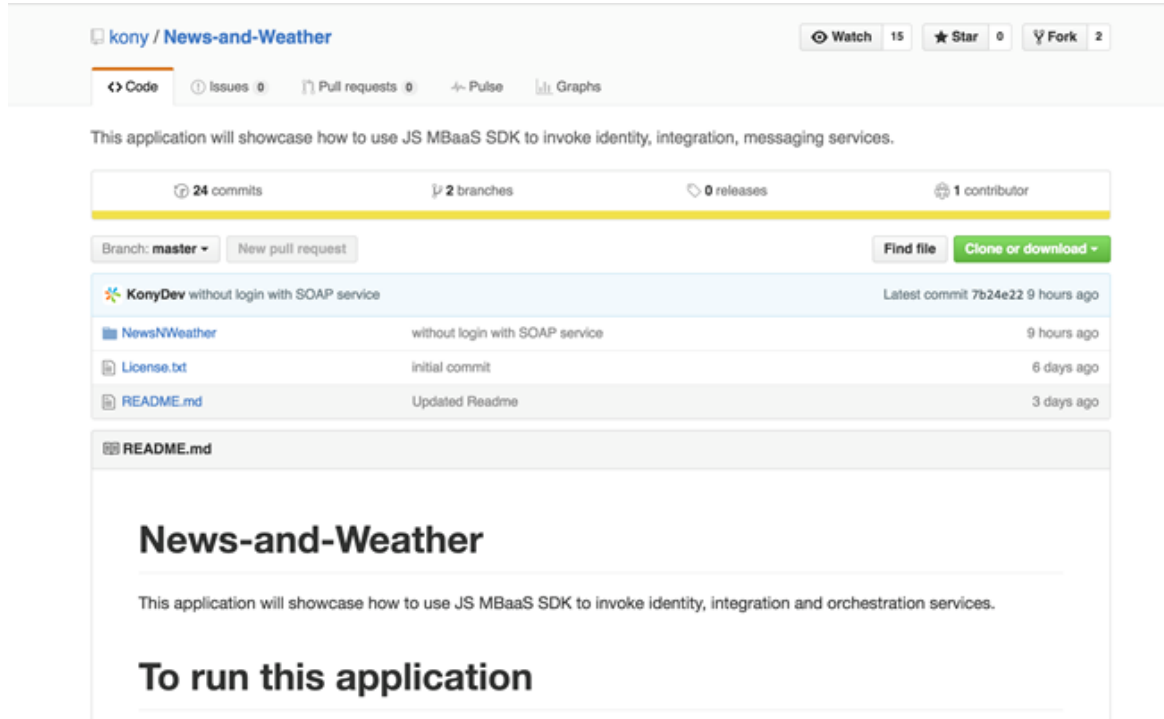 kony / News-and-Weather
Watch 15 Star 0 Fork 2
Code Issues 0 Pull requests 0 Pulse Graphs
This application will showcase how to use JS MBaaS SDK to invoke identity, integration, messaging services.
24 commits 2 branches 0 releases 1 contributor
Branch: master New pull request Find file Clone or download
KonyDev without login with SOAP service Latest commit 7b24e22 9 hours ago
NewsNWeather without login with SOAP service 9 hours ago
License.txt initial commit 6 days ago
README.md Updated Readme 3 days ago
README.md
News-and-Weather
This application will showcase how to use JS MBaaS SDK to invoke identity, integration and orchestration services.
To run this application